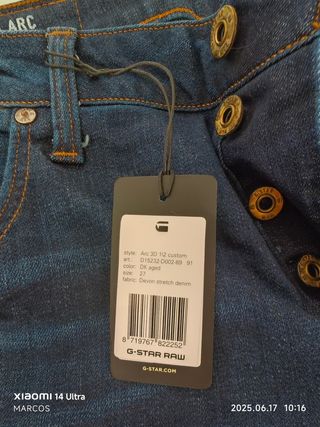 ARC
style: Arc 3D 1/2 custom
art.: D15232-D002-89 91
color: DK aged
size: 27
fabric: Devon stretch denim
8 719767 822252
G-STAR RAW
G-STAR.COM
xiaomi 14 Ultra
MARCOS
2025.06.17 10:16